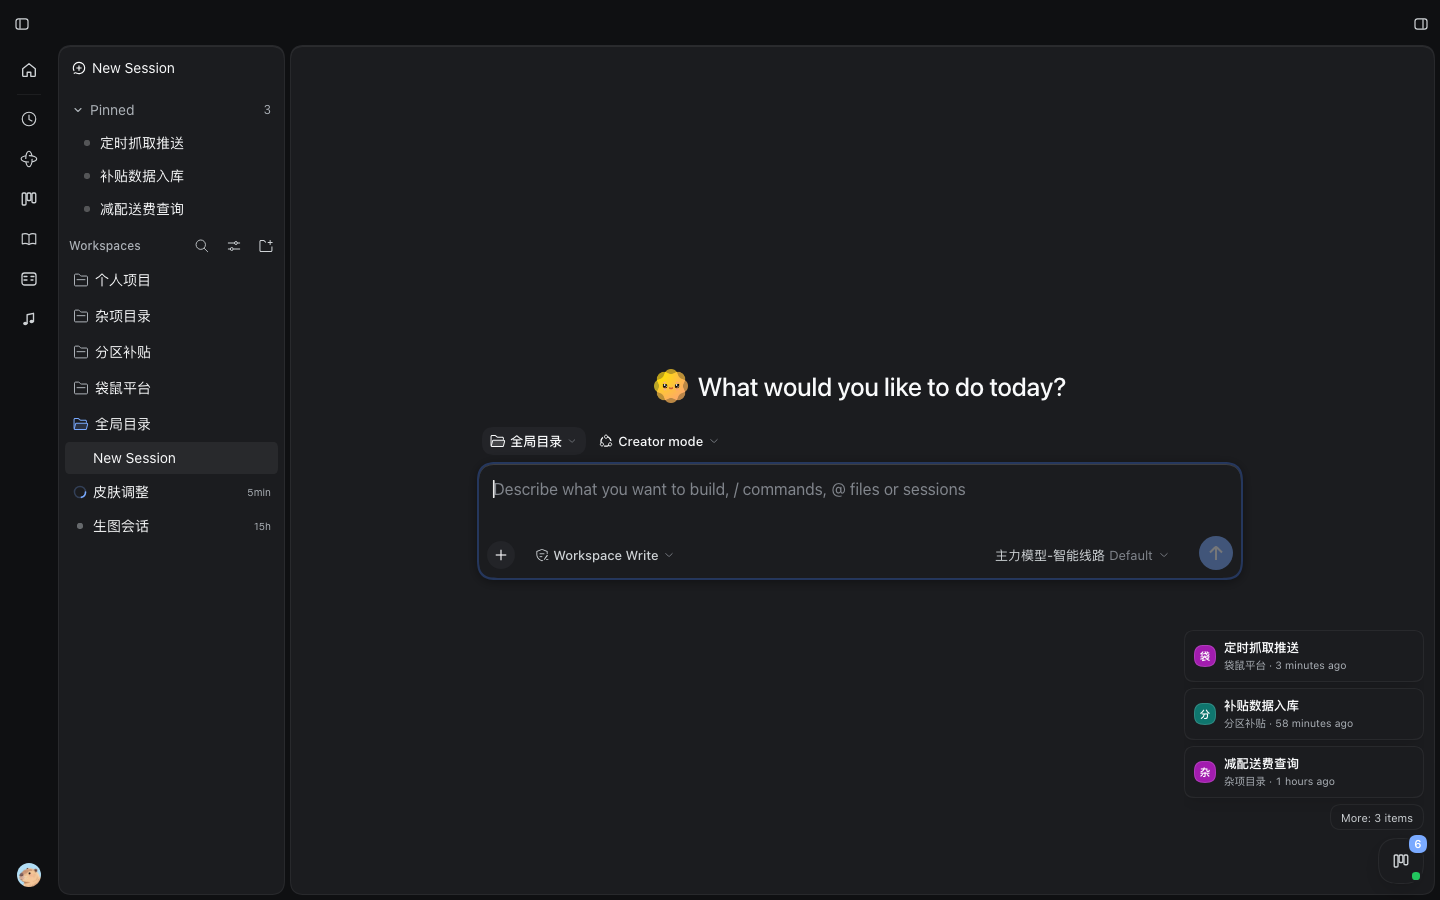 New Session
Pinned 3
定时抓取推送
补贴数据入库
减配送费查询
Workspaces
个人项目
杂项目录
分区补贴
袋鼠平台
全局目录
New Session
皮肤调整 5min
生图会话 15h
What would you like to do today?
全局目录 Creator mode
Describe what you want to build, / commands, @ files or sessions
Workspace Write 主力模型-智能线路 Default
袋 定时抓取推送
袋鼠平台 · 3 minutes ago
分 补贴数据入库
分区补贴 · 58 minutes ago
杂 减配送费查询
杂项目录 · 1 hours ago
More: 3 items
6